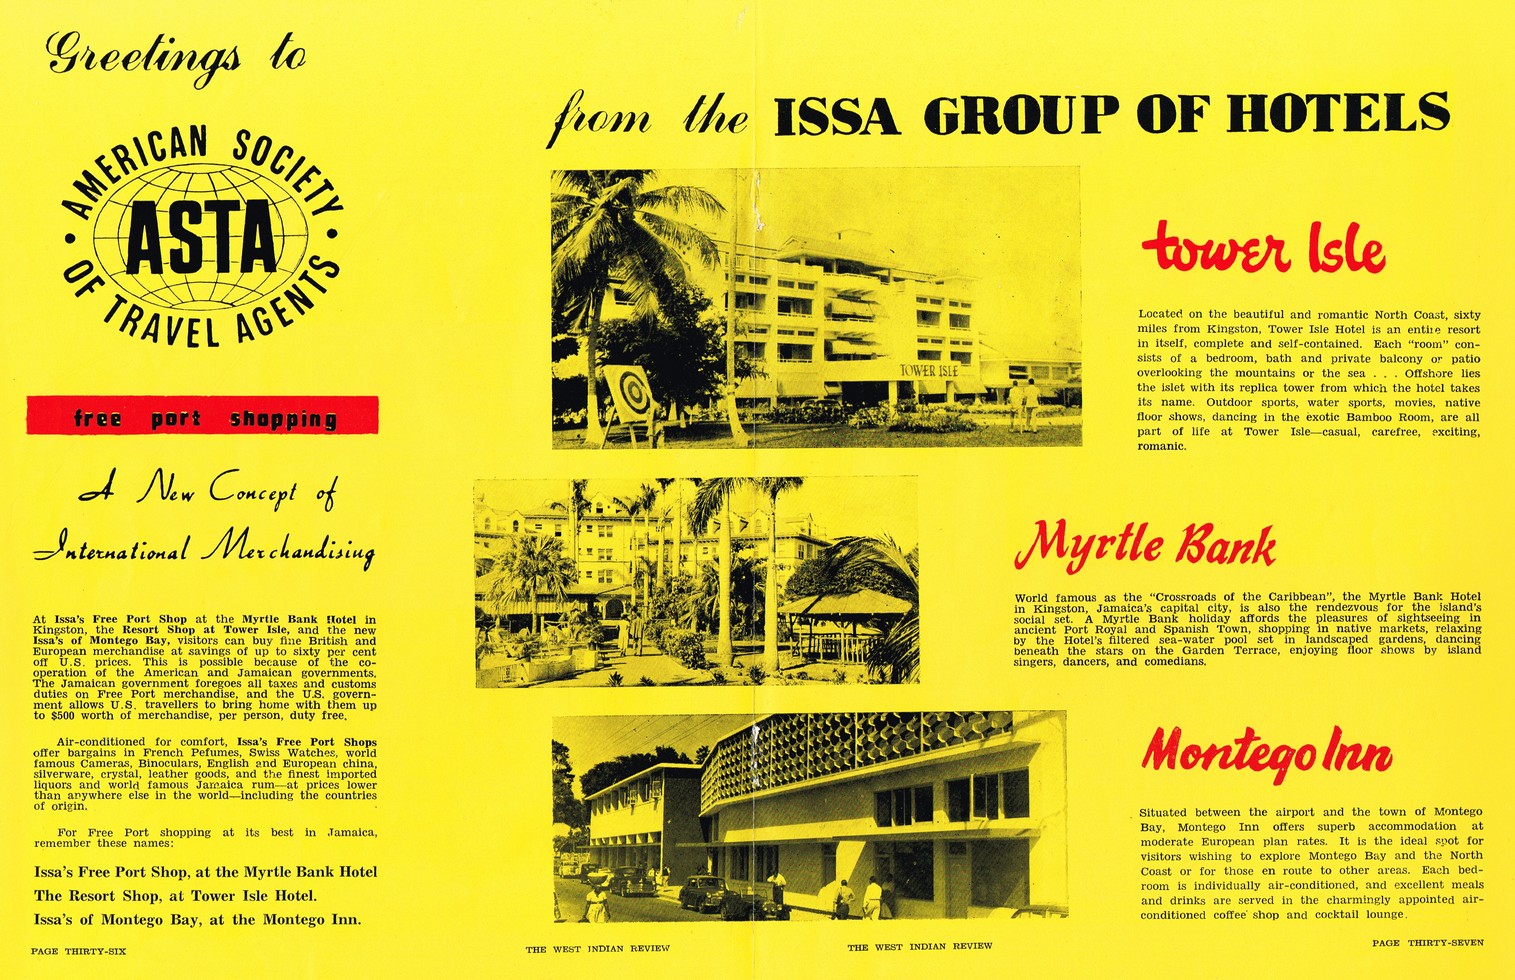 Greetings to
AMERICAN SOCIETY
ASTA
OF TRAVEL AGENTS
free port shopping
A New Concept of
International Merchandising
At Issa's Free Port Shop at the Myrtle Bank Hotel in
Kingston, the Resort Shop at Tower Isle, and the new
Issa's of Montego Bay, visitors can buy fine British and
European merchandise at savings of up to sixty per cent
off U.S. prices. This is possible because of the co-
operation of the American and Jamaican governments.
The Jamaican government foregoes all taxes and customs
duties on Free Port merchandise, and the U.S. govern-
ment allows U.S. travellers to bring home with them up
to $500 worth of merchandise, per person, duty free.
Air-conditioned for comfort, Issa's Free Port Shops
offer bargains in French Pefumes, Swiss Watches, world
famous Cameras, Binoculars, English and European china,
silverware, crystal, leather goods, and the finest imported
liquors and world famous Jamaica rum—at prices lower
than anywhere else in the world—including the countries
of origin.
For Free Port shopping at its best in Jamaica,
remember these names:
Issa's Free Port Shop, at the Myrtle Bank Hotel
The Resort Shop, at Tower Isle Hotel.
Issa's of Montego Bay, at the Montego Inn.
PAGE THIRTY-SIX
THE WEST INDIAN REVIEW
from the ISSA GROUP OF HOTELS
TOWER ISLE
tower Isle
Located on the beautiful and romantic North Coast, sixty
miles from Kingston, Tower Isle Hotel is an entire resort
in itself, complete and self-contained. Each "room" con-
sists of a bedroom, bath and private balcony or patio
overlooking the mountains or the sea . . . Offshore lies
the islet with its replica tower from which the hotel takes
its name. Outdoor sports, water sports, movies, native
floor shows, dancing in the exotic Bamboo Room, are all
part of life at Tower Isle—casual, carefree, exciting,
romanic.
Myrtle Bank
World famous as the "Crossroads of the Caribbean", the Myrtle Bank Hotel
in Kingston, Jamaica's capital city, is also the rendezvous for the island's
social set. A Myrtle Bank holiday affords the pleasures of sightseeing in
ancient Port Royal and Spanish Town, shopping in native markets, relaxing
by the Hotel's filtered sea-water pool set in landscaped gardens, dancing
beneath the stars on the Garden Terrace, enjoying floor shows by island
singers, dancers, and comedians.
Montego Inn
Situated between the airport and the town of Montego
Bay, Montego Inn offers superb accommodation at
moderate European plan rates. It is the ideal spot for
visitors wishing to explore Montego Bay and the North
Coast or for those en route to other areas. Each bed-
room is individually air-conditioned, and excellent meals
and drinks are served in the charmingly appointed air-
conditioned coffee shop and cocktail lounge.
THE WEST INDIAN REVIEW
PAGE THIRTY-SEVEN